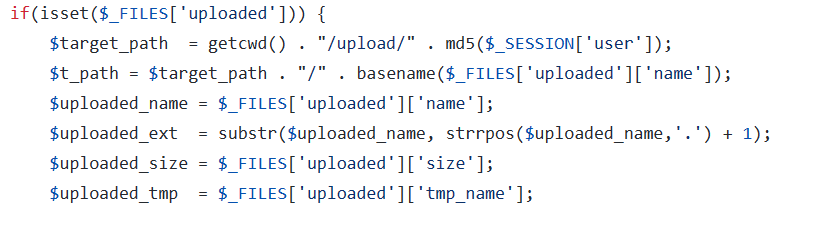 if(isset($_FILES['uploaded'])) {
    $target_path  = getcwd() . "/upload/" . md5($_SESSION['user']);
    $t_path = $target_path . "/" . basename($_FILES['uploaded']['name']);
    $uploaded_name = $_FILES['uploaded']['name'];
    $uploaded_ext  = substr($uploaded_name, strrpos($uploaded_name,'.') + 1);
    $uploaded_size = $_FILES['uploaded']['size'];
    $uploaded_tmp  = $_FILES['uploaded']['tmp_name'];